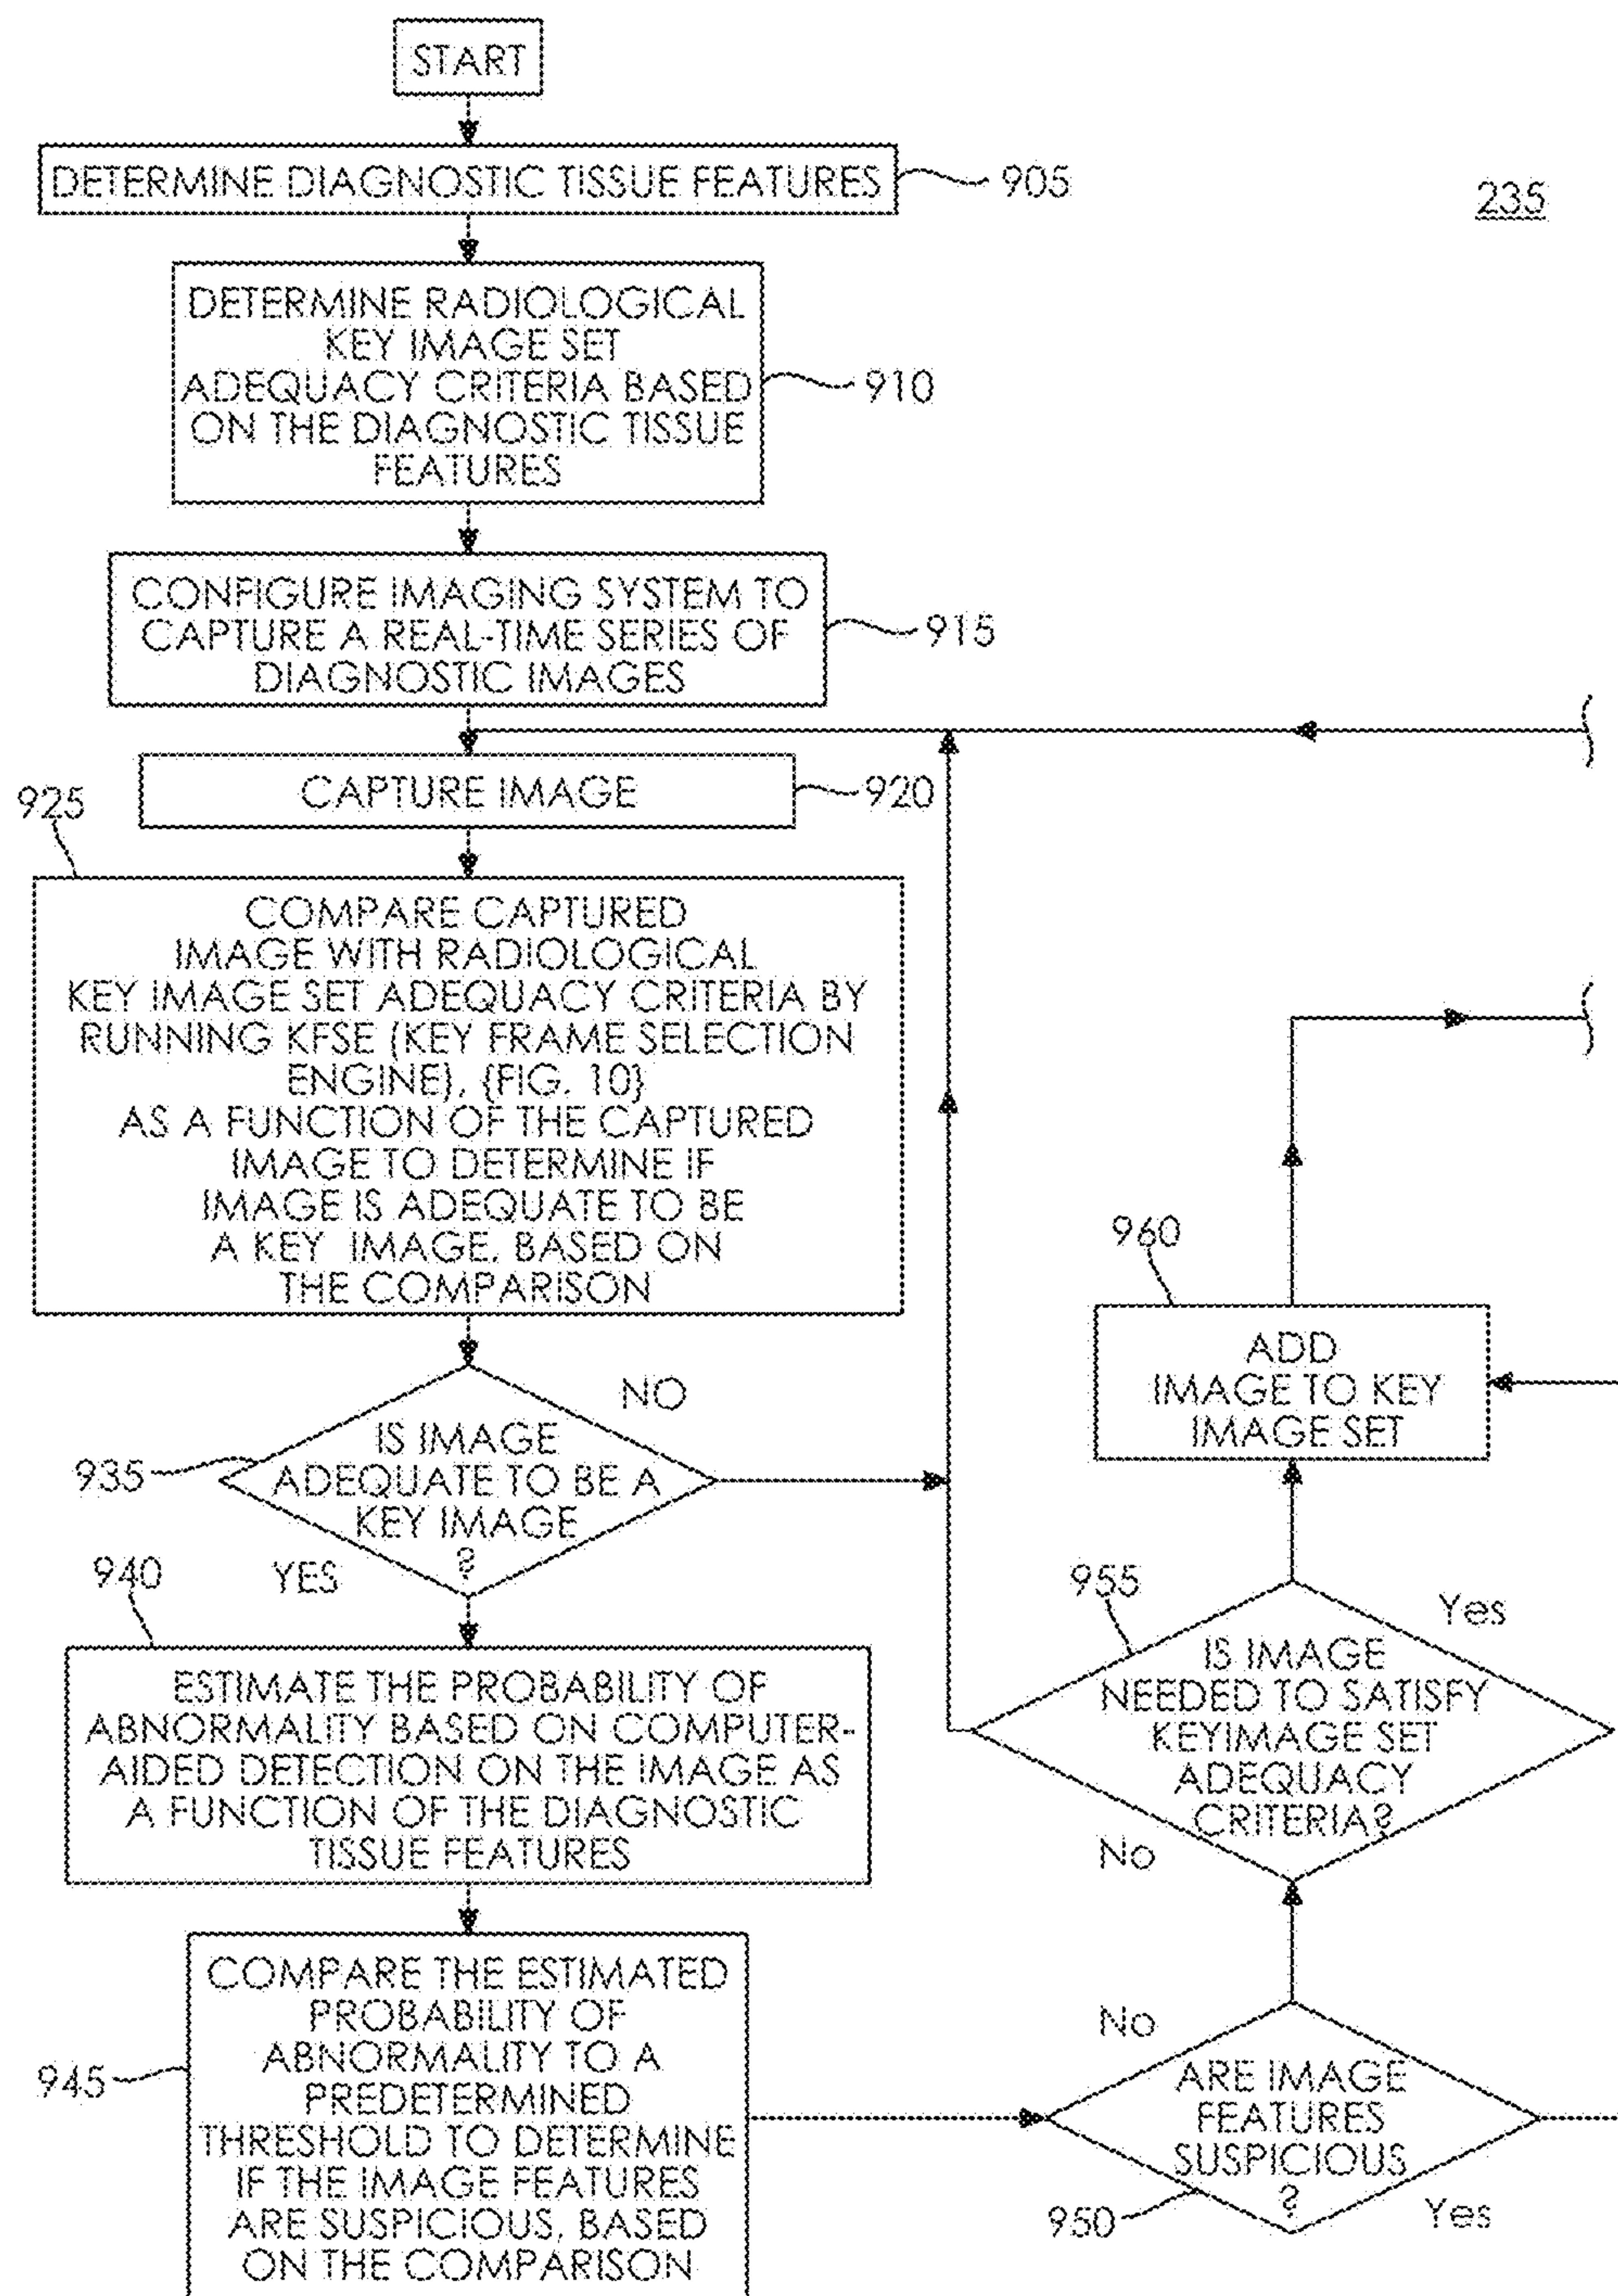 START
DETERMINE DIAGNOSTIC TISSUE FEATURES
905
235
DETERMINE RADIOLOGICAL
KEY IMAGE SET
ADEQUACY CRITERIA BASED
ON THE DIAGNOSTIC TISSUE
FEATURES
910
CONFIGURE IMAGING SYSTEM TO
CAPTURE A REAL-TIME SERIES OF
DIAGNOSTIC IMAGES
915
CAPTURE IMAGE
920
925
COMPARE CAPTURED
IMAGE WITH RADIOLOGICAL
KEY IMAGE SET ADEQUACY CRITERIA BY
RUNNING KFSE (KEY FRAME SELECTION
ENGINE), {FIG. 10}
AS A FUNCTION OF THE CAPTURED
IMAGE TO DETERMINE IF
IMAGE IS ADEQUATE TO BE
A KEY IMAGE, BASED ON
THE COMPARISON
935
IS IMAGE
ADEQUATE TO BE A
KEY IMAGE
?
NO
YES
940
ESTIMATE THE PROBABILITY OF
ABNORMALITY BASED ON COMPUTER-
AIDED DETECTION ON THE IMAGE AS
A FUNCTION OF THE DIAGNOSTIC
TISSUE FEATURES
945
COMPARE THE ESTIMATED
PROBABILITY OF
ABNORMALITY TO A
PREDETERMINED
THRESHOLD TO DETERMINE
IF THE IMAGE FEATURES
ARE SUSPICIOUS, BASED
ON THE COMPARISON
960
ADD
IMAGE TO KEY
IMAGE SET
955
Yes
IS IMAGE
NEEDED TO SATISFY
KEYIMAGE SET
ADEQUACY
CRITERIA?
No
No
ARE IMAGE
FEATURES
SUSPICIOUS
?
950
Yes